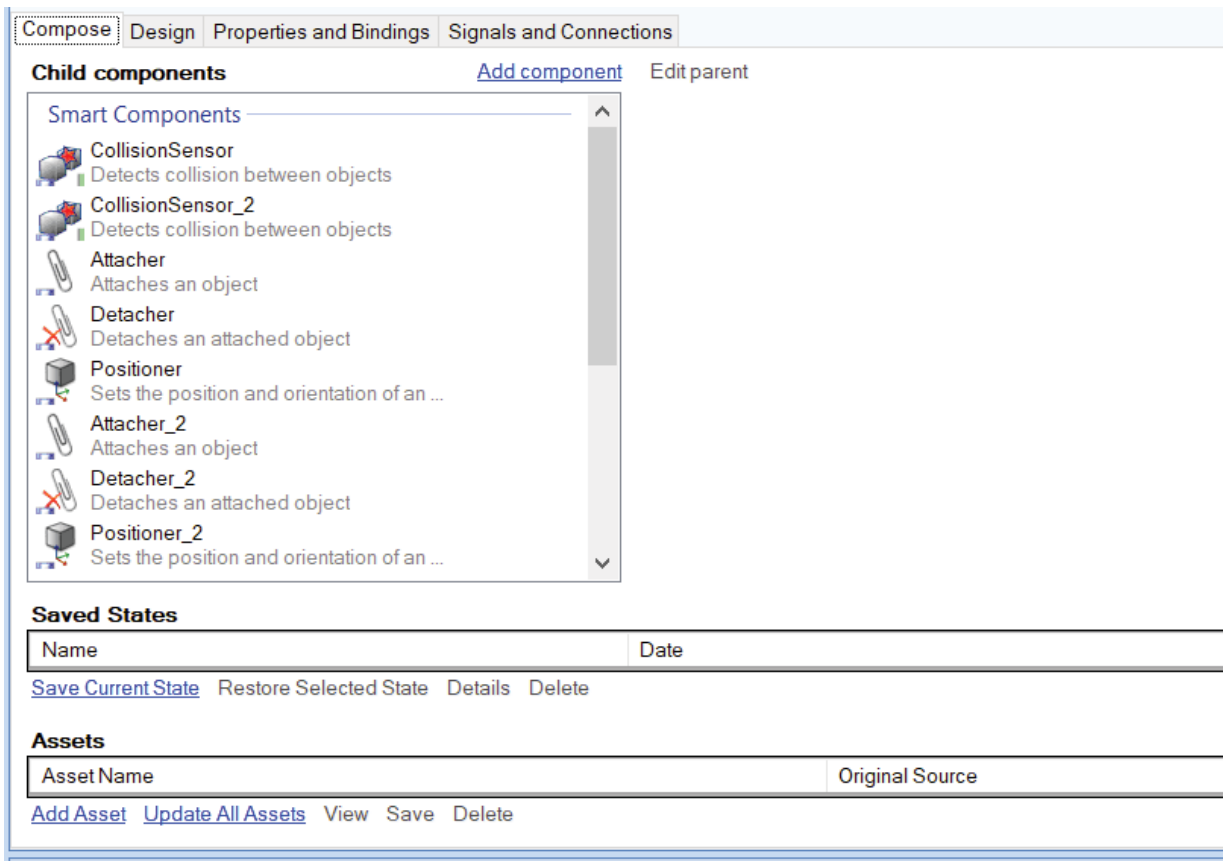 Compose Design Properties and Bindings Signals and Connections
Child components Add component Edit parent
Smart Components
CollisionSensor
Detects collision between objects
CollisionSensor_2
Detects collision between objects
Attacher
Attaches an object
Detacher
Detaches an attached object
Positioner
Sets the position and orientation of an ...
Attacher_2
Attaches an object
Detacher_2
Detaches an attached object
Positioner_2
Sets the position and orientation of an ...
Saved States
Name Date
Save Current State Restore Selected State Details Delete
Assets
Asset Name Original Source
Add Asset Update All Assets View Save Delete